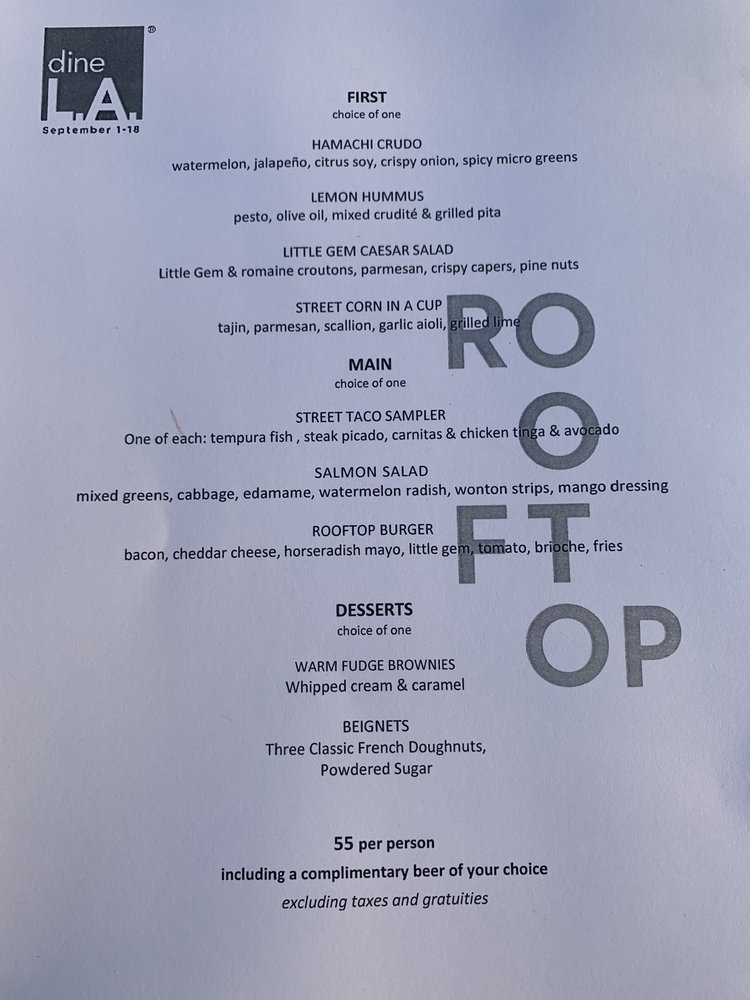 dine
L.A.
®
September 1-18
FIRST
choice of one
HAMACHI CRUDO
watermelon, jalapeño, citrus soy, crispy onion, spicy micro greens
LEMON HUMMUS
pesto, olive oil, mixed crudité & grilled pita
LITTLE GEM CAESAR SALAD
Little Gem & romaine croutons, parmesan, crispy capers, pine nuts
STREET CORN IN A CUP
tajin, parmesan, scallion, garlic aioli, grilled lime
RO
O
FT
OP
MAIN
choice of one
STREET TACO SAMPLER
One of each: tempura fish , steak picado, carnitas & chicken tinga & avocado
SALMON SALAD
mixed greens, cabbage, edamame, watermelon radish, wonton strips, mango dressing
ROOFTOP BURGER
bacon, cheddar cheese, horseradish mayo, little gem, tomato, brioche, fries
DESSERTS
choice of one
WARM FUDGE BROWNIES
Whipped cream & caramel
BEIGNETS
Three Classic French Doughnuts,
Powdered Sugar
55 per person
including a complimentary beer of your choice
excluding taxes and gratuities